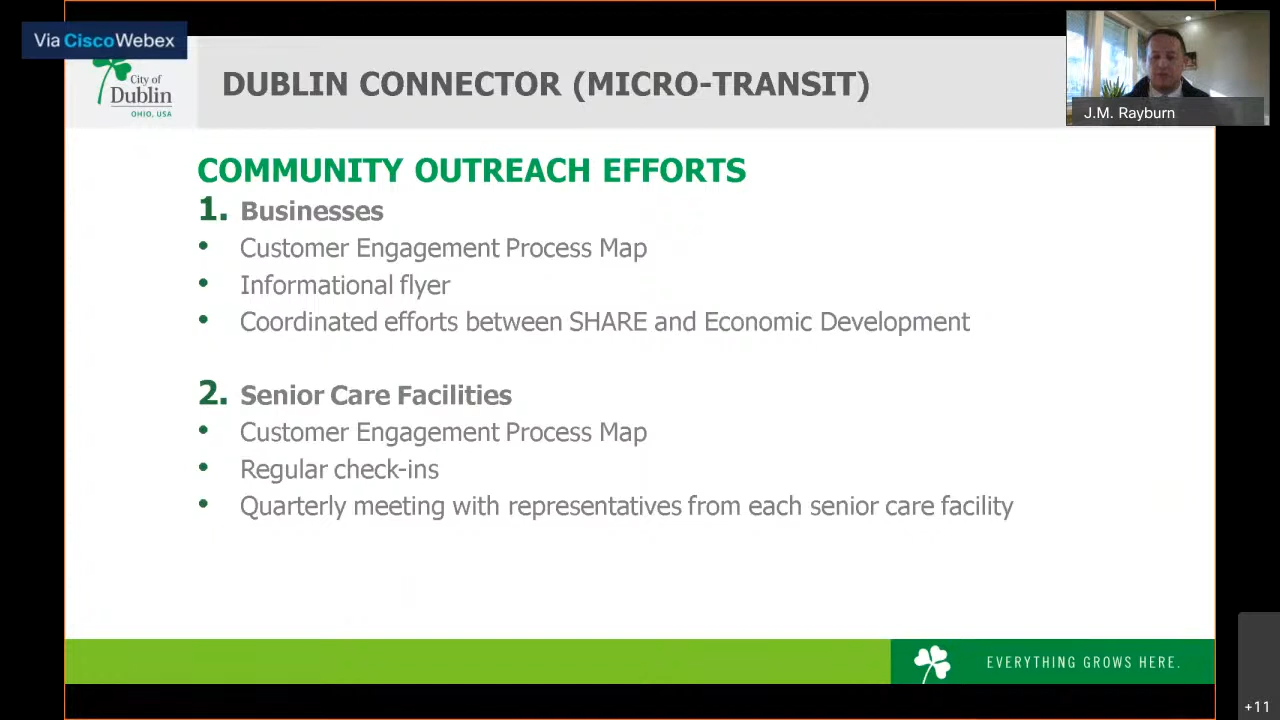 Via CiscoWebex
City of
Dublin
OHIO, USA
DUBLIN CONNECTOR (MICRO-TRANSIT)
J.M. Rayburn
COMMUNITY OUTREACH EFFORTS
1. Businesses
• Customer Engagement Process Map
• Informational flyer
• Coordinated efforts between SHARE and Economic Development
2. Senior Care Facilities
• Customer Engagement Process Map
• Regular check-ins
• Quarterly meeting with representatives from each senior care facility
EVERYTHING GROWS HERE.
+11